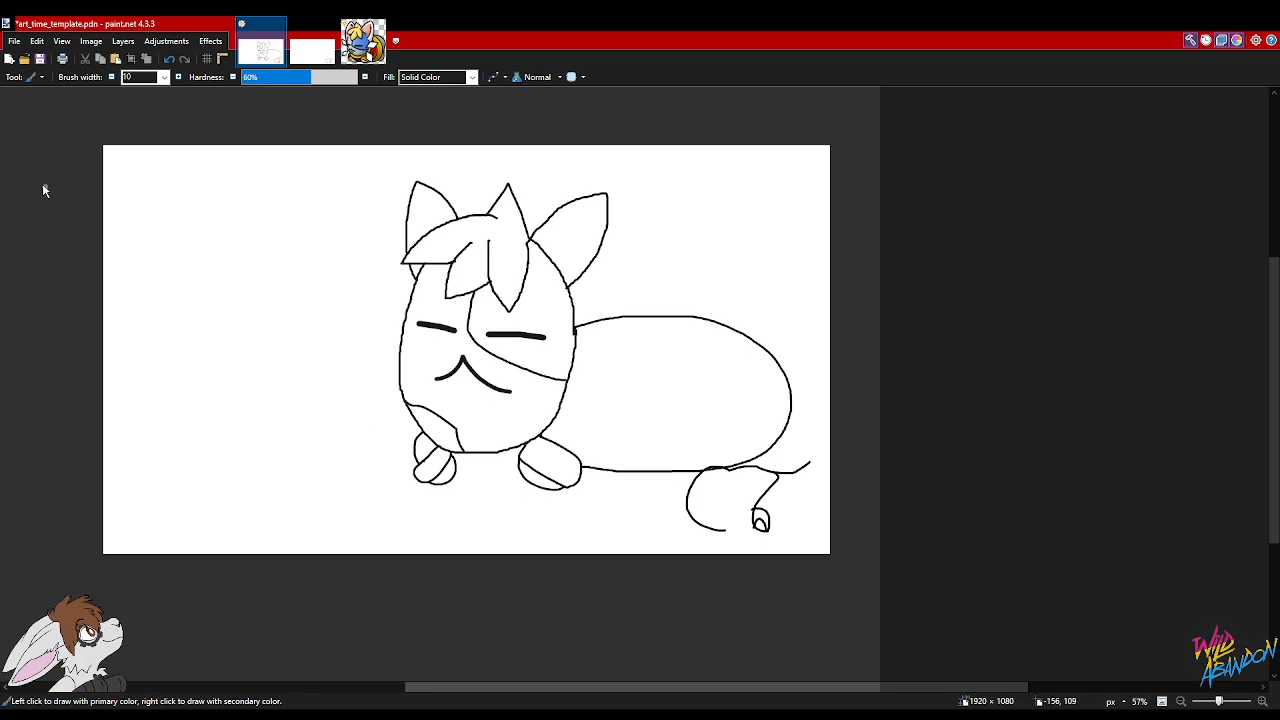 *art_time_template.pdn - paint.net 4.3.3
File Edit View Image Layers Adjustments Effects
Tool: Brush width: 10 Hardness: 60% Fill: Solid Color Normal
WILD
ABANDON
Left click to draw with primary color, right click to draw with secondary color. 1920 × 1080 -156, 109 px 57%